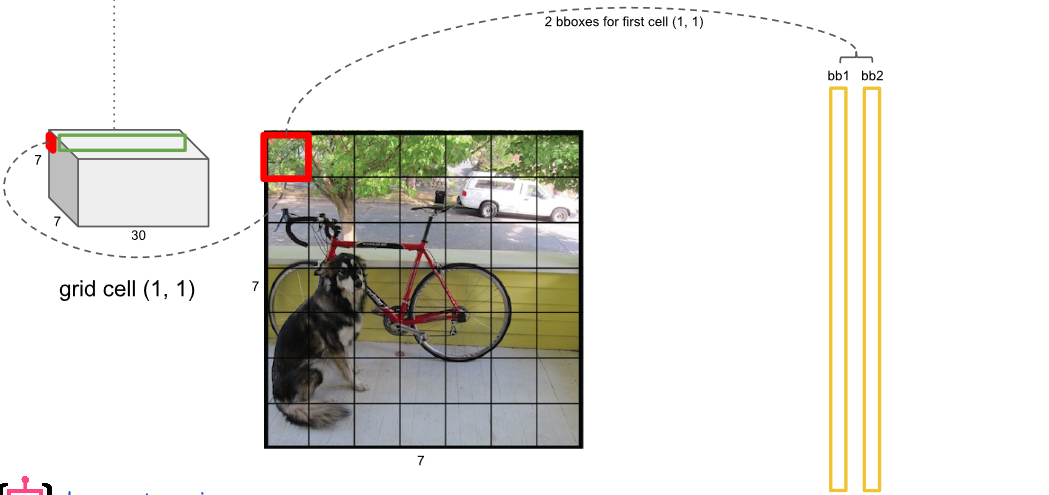 2 bboxes for first cell (1, 1)
bb1 bb2
7
7
30
grid cell (1, 1)
7
7